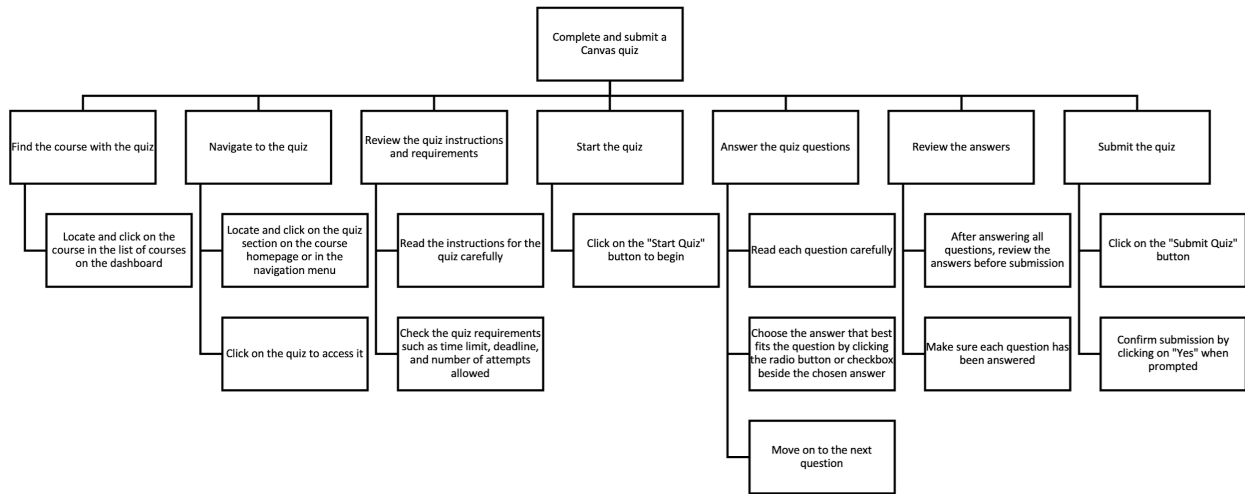 Complete and submit a
Canvas quiz
Find the course with the quiz
Navigate to the quiz
Review the quiz instructions
and requirements
Start the quiz
Answer the quiz questions
Review the answers
Submit the quiz
Locate and click on the
course in the list of courses
on the dashboard
Locate and click on the quiz
section on the course
homepage or in the
navigation menu
Read the instructions for the
quiz carefully
Click on the "Start Quiz"
button to begin
Read each question carefully
After answering all
questions, review the
answers before submission
Click on the "Submit Quiz"
button
Click on the quiz to access it
Check the quiz requirements
such as time limit, deadline,
and number of attempts
allowed
Choose the answer that best
fits the question by clicking
the radio button or checkbox
beside the chosen answer
Make sure each question has
been answered
Confirm submission by
clicking on "Yes" when
prompted
Move on to the next
question